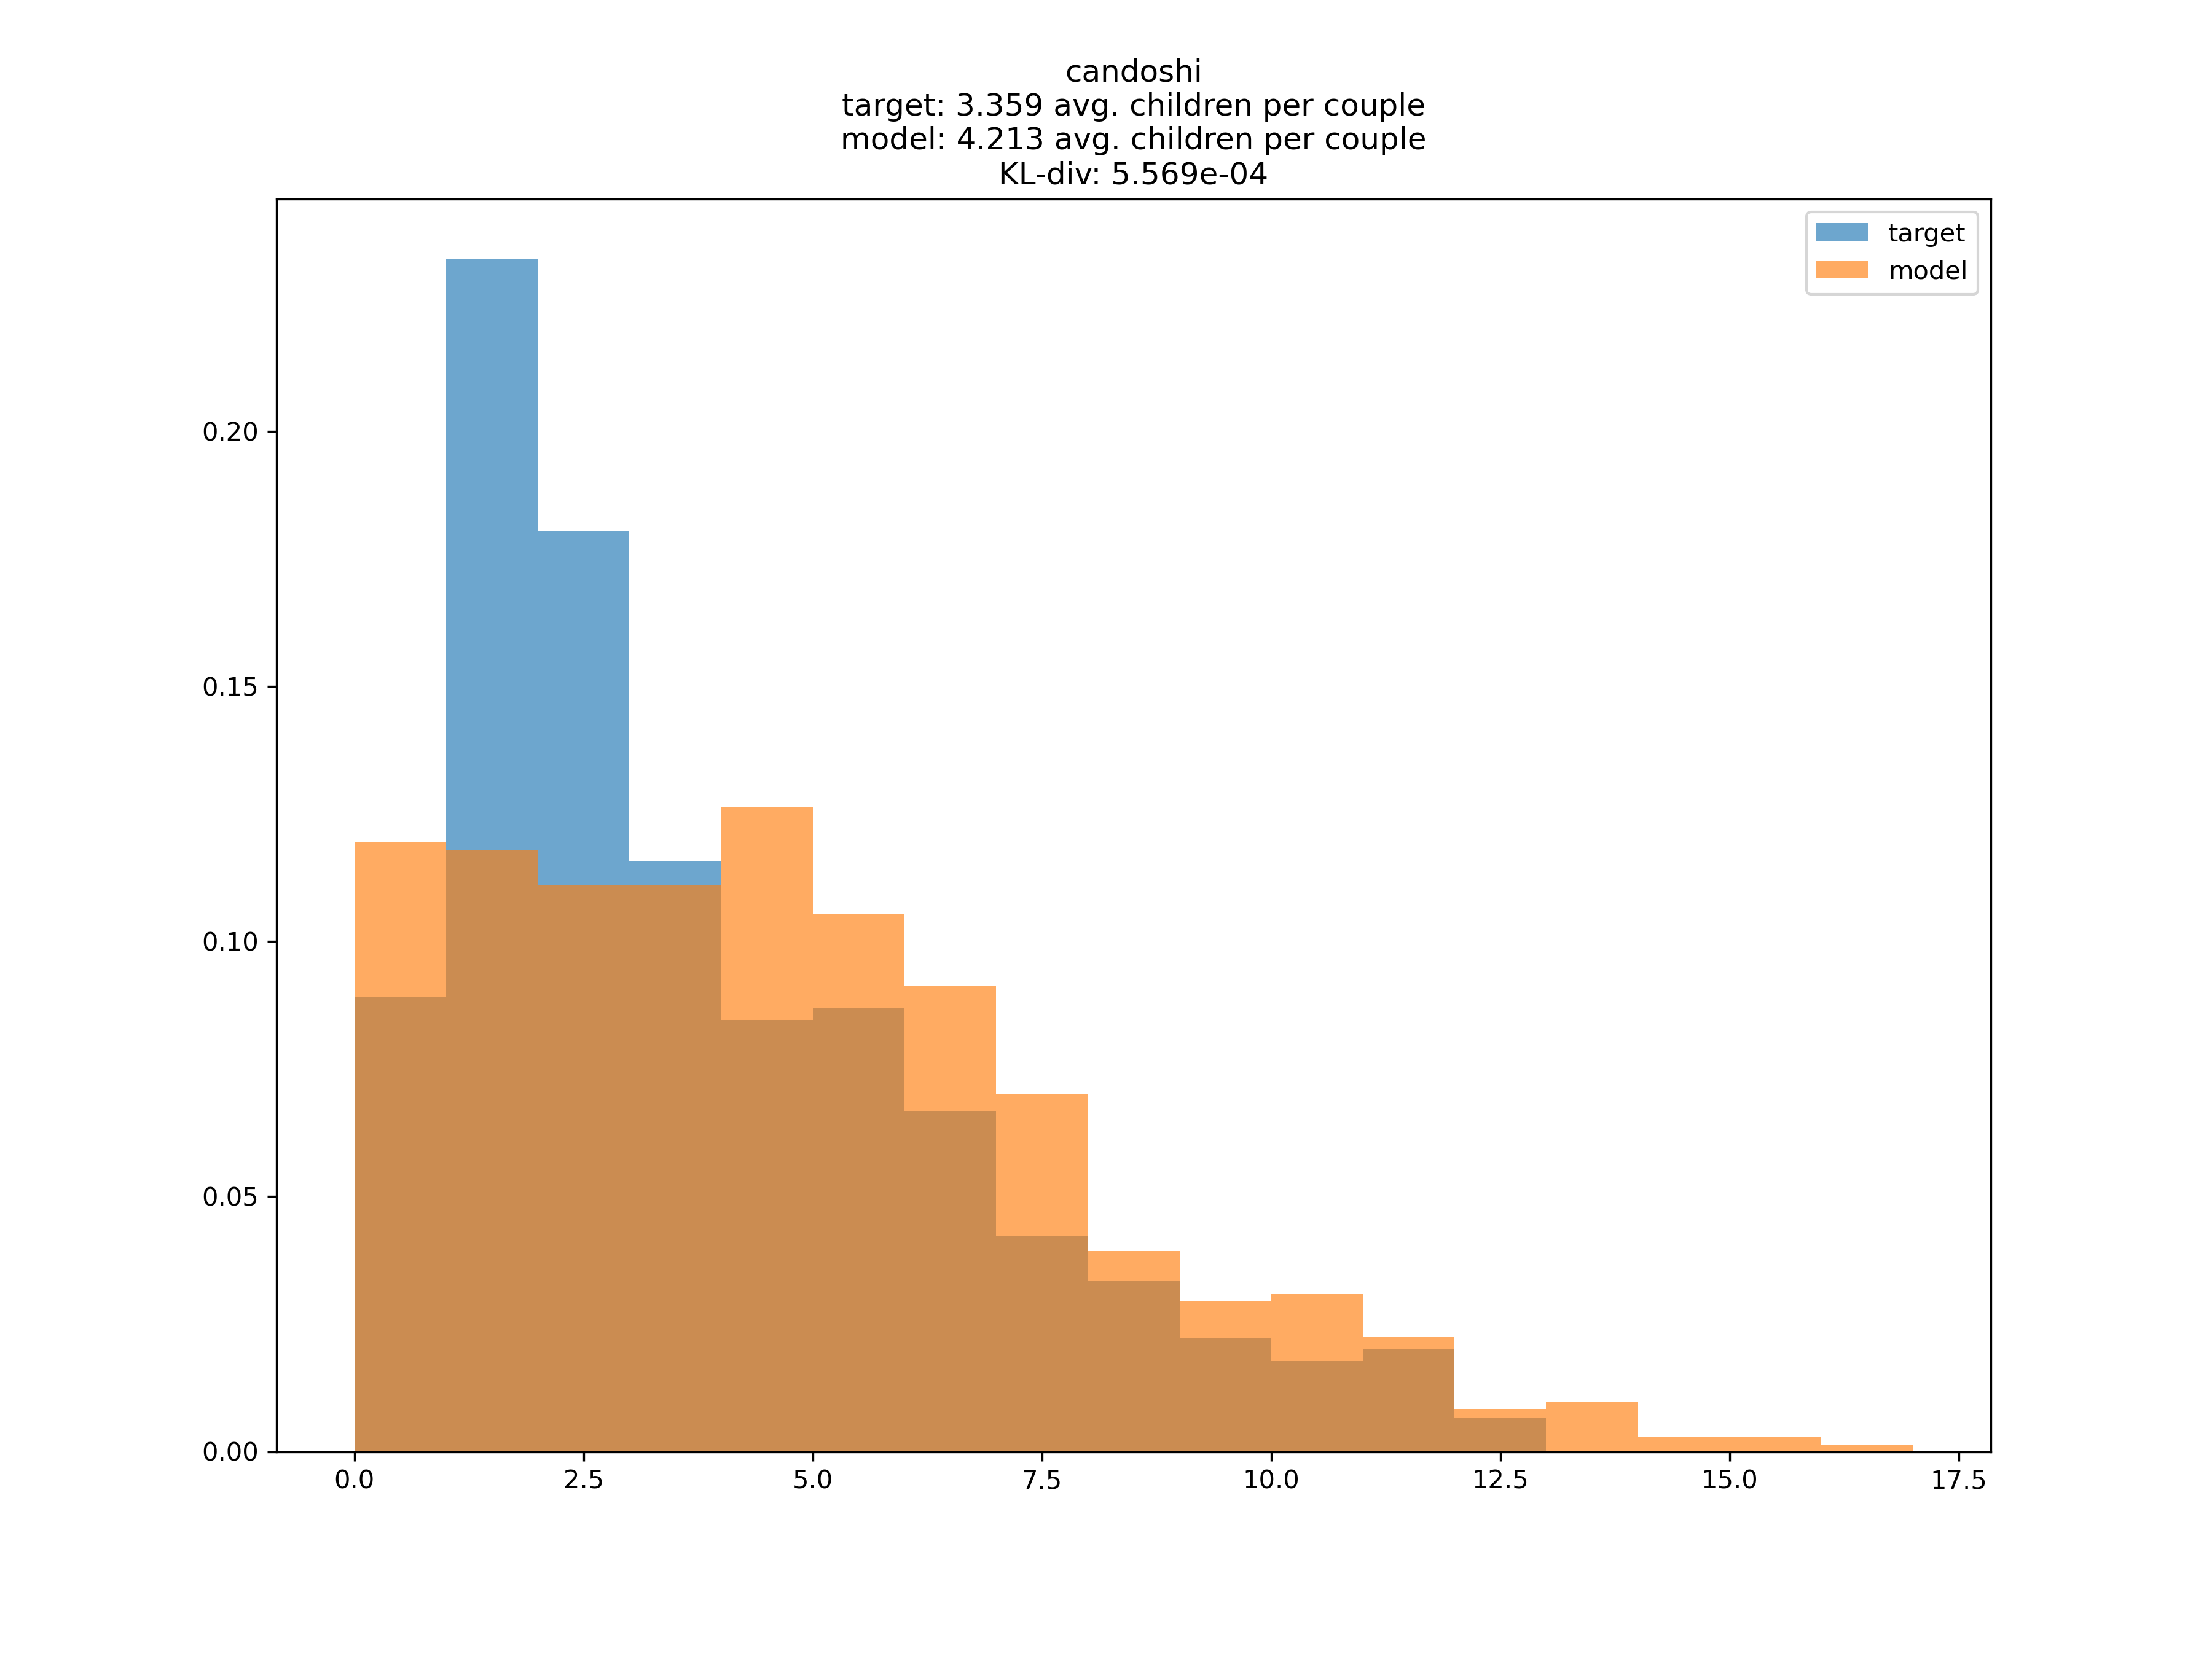 candoshi
target: 3.359 avg. children per couple
model: 4.213 avg. children per couple
KL-div: 5.569e-04
target
model
0.20
0.15
0.10
0.05
0.00
0.0 2.5 5.0 7.5 10.0 12.5 15.0 17.5